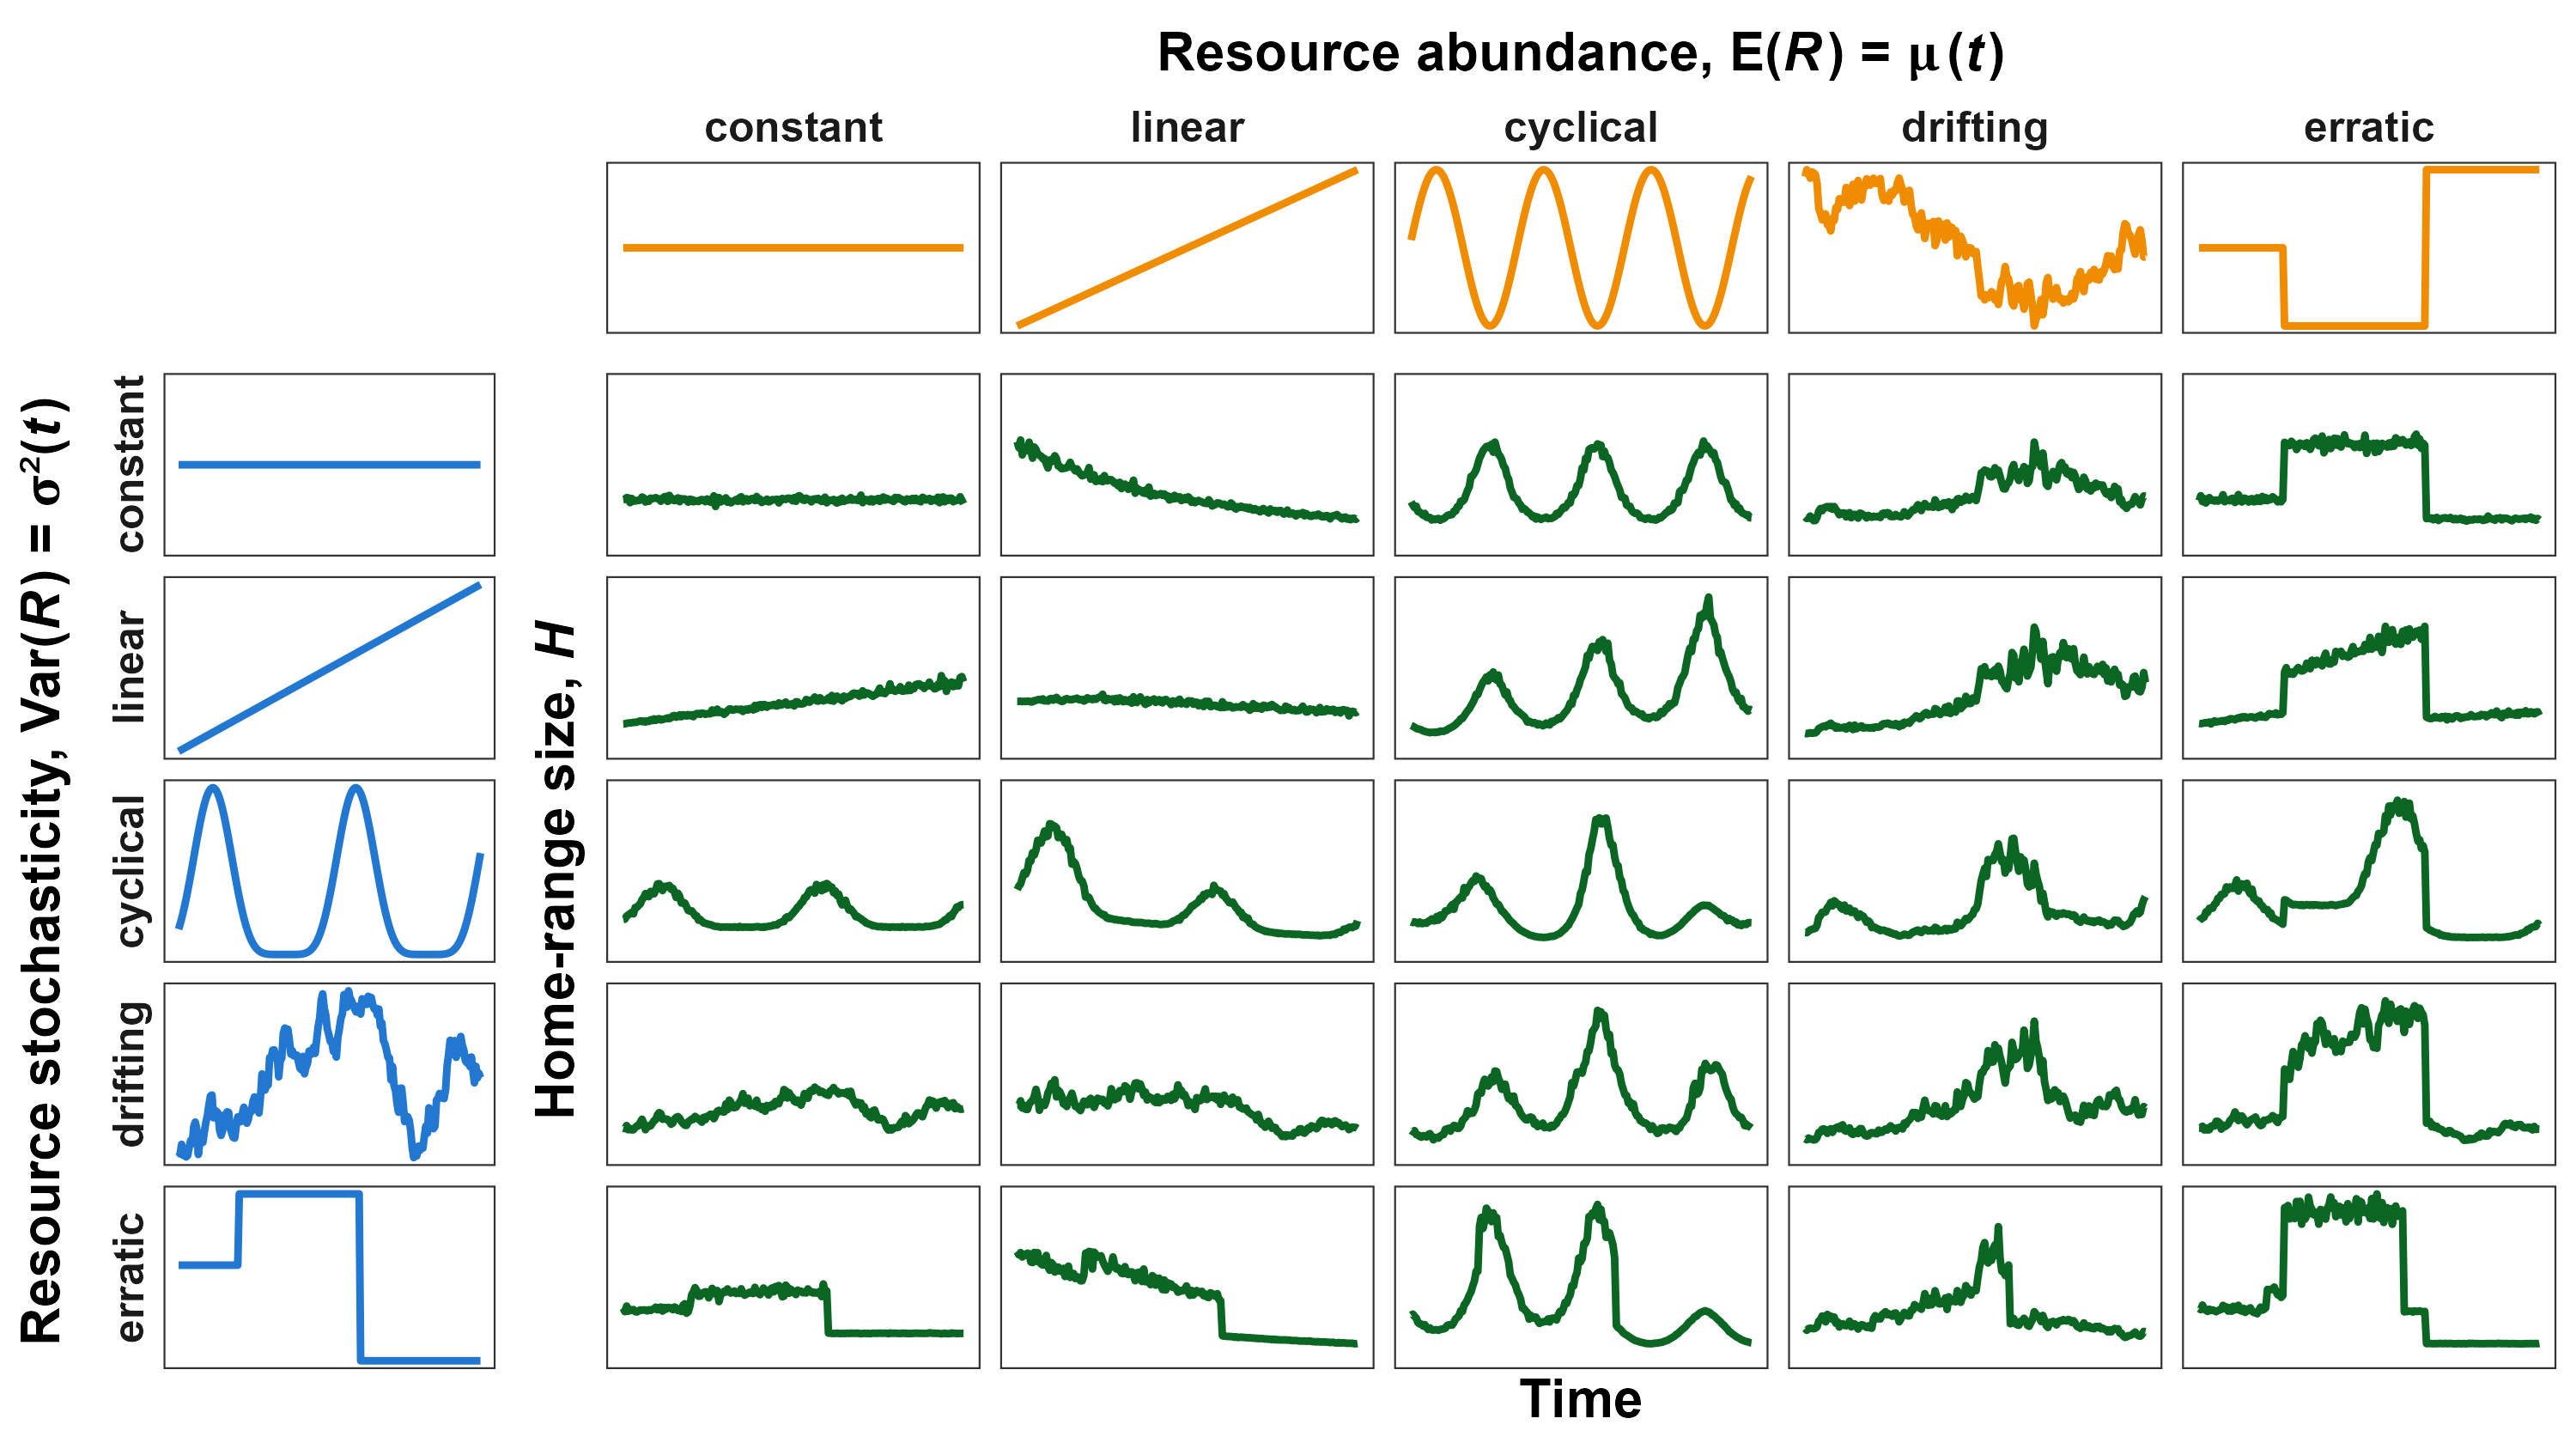 Resource abundance, E(R) = μ(t)
constant linear cyclical drifting erratic
Resource stochasticity, Var(R) = σ²(t)
constant
linear
cyclical
drifting
erratic
Home-range size, H
Time